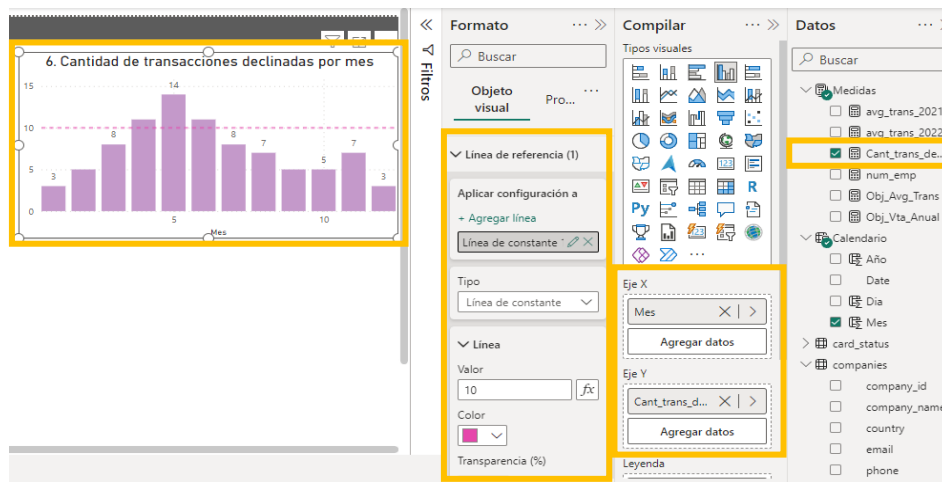 6. Cantidad de transacciones declinadas por mes
15
14
10
8
8
7
7
5
5
3
3
0
5
10
Mes
Filtros
Formato
Buscar
Objeto
visual
Pro...
Línea de referencia (1)
Aplicar configuración a
+ Agregar línea
Línea de constante
Tipo
Línea de constante
Línea
Valor
10
fx
Color
Transparencia (%)
Compilar
Tipos visuales
123
R
Py
123
...
Eje X
Mes
Agregar datos
Eje Y
Cant_trans_d...
Agregar datos
Leyenda
Datos
Buscar
Medidas
avg_trans_2021
avg_trans_2022
Cant_trans_de...
num_emp
Obj_Avg_Trans
Obj_Vta_Anual
Calendario
Año
Date
Dia
Mes
card_status
companies
company_id
company_name
country
email
phone